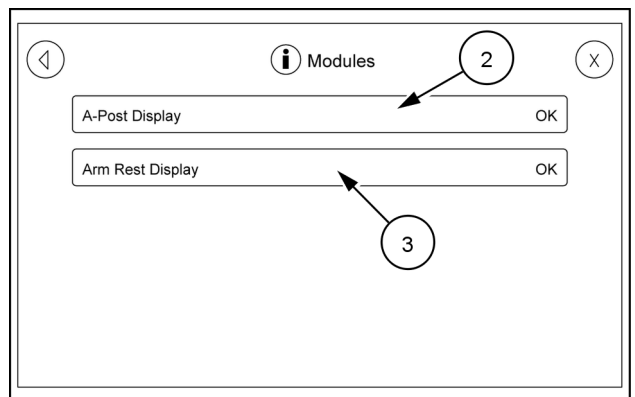 i Modules
2
X
A-Post Display OK
Arm Rest Display OK
3